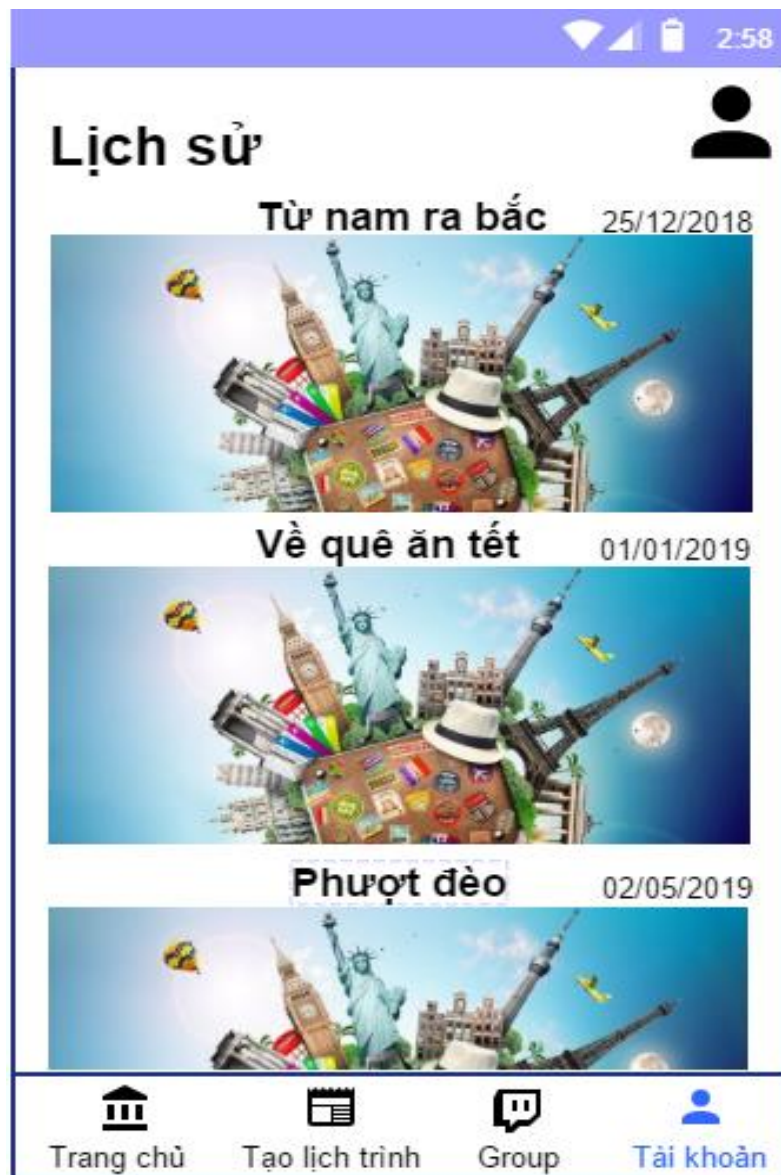 2:58
Lịch sử
Từ nam ra bắc 25/12/2018
Về quê ăn tết 01/01/2019
Phượt đèo 02/05/2019
Trang chủ Tạo lịch trình Group Tài khoản